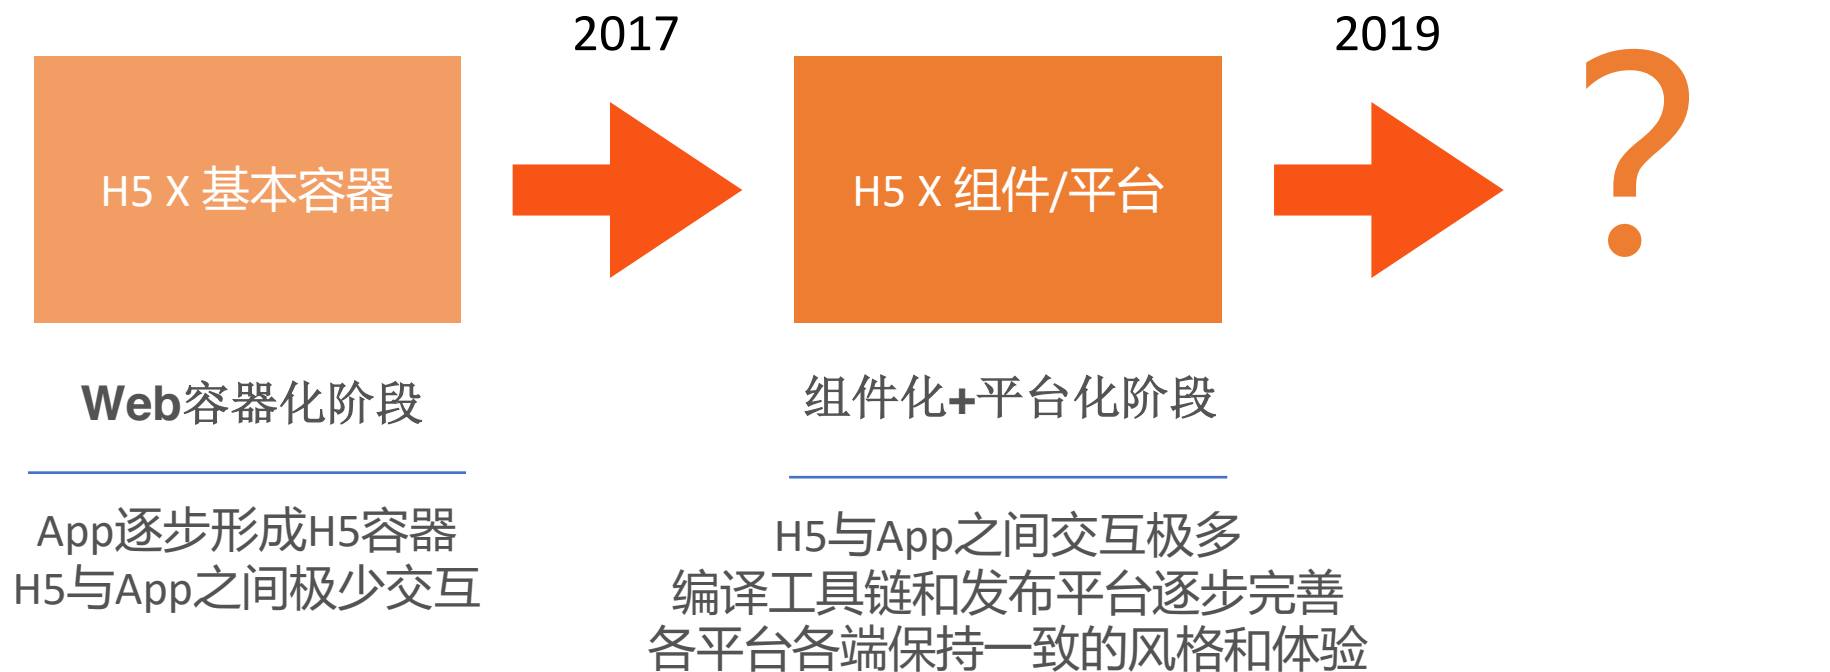 2017
2019
H5 X 基本容器
H5 X 组件/平台
?
Web容器化阶段
组件化+平台化阶段
App逐步形成H5容器
H5与App之间极少交互
H5与App之间交互极多
编译工具链和发布平台逐步完善
各平台各端保持一致的风格和体验